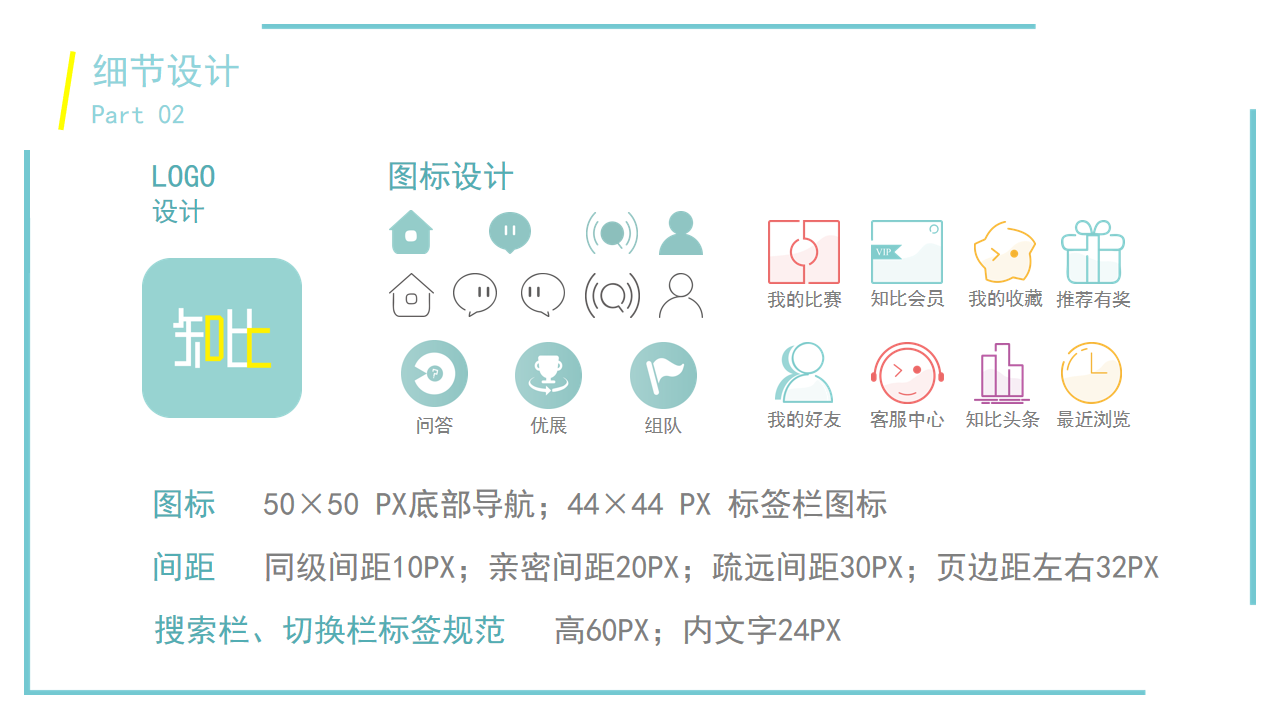 细节设计
Part 02
LOGO
设计
知比
图标设计
问答
优展
组队
VIP
我的比赛
知比会员
我的收藏
推荐有奖
我的好友
客服中心
知比头条
最近浏览
图标 50×50 PX底部导航；44×44 PX 标签栏图标
间距 同级间距10PX；亲密间距20PX；疏远间距30PX；页边距左右32PX
搜索栏、切换栏标签规范 高60PX；内文字24PX